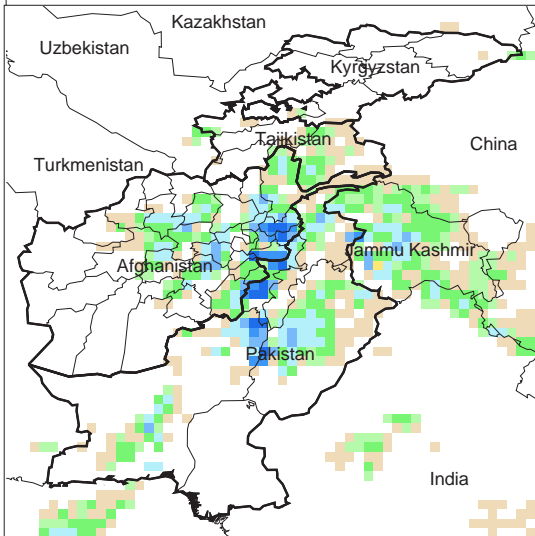 Kazakhstan
Uzbekistan
Kyrgyzstan
Tajikistan
China
Turkmenistan
Jammu Kashmir
Afghanistan
Pakistan
India